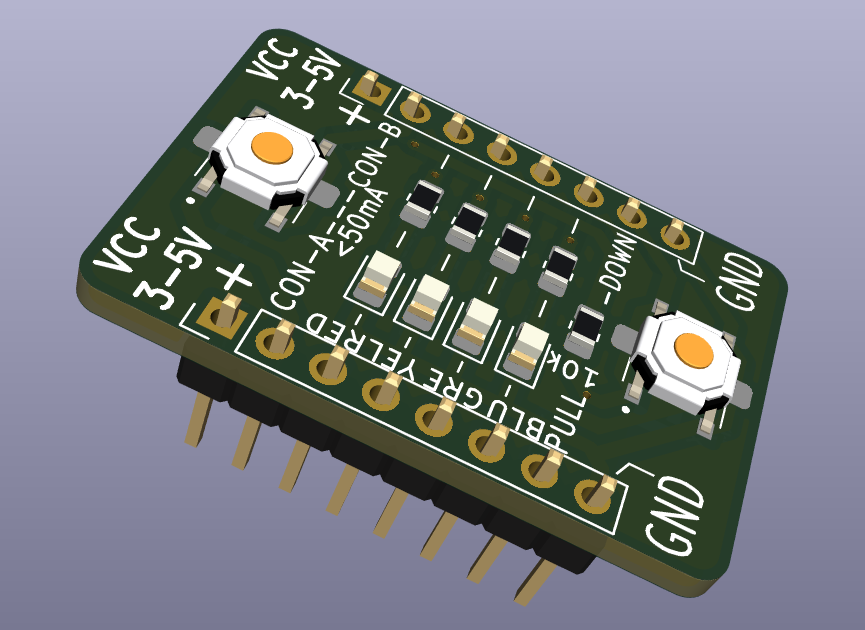 VCC
3-5V
+
CON-A----CON-B
<50mA
VCC
3-5V
+
RED
YEL
GRE
BLU
10k
PULL
-DOWN
GND
GND